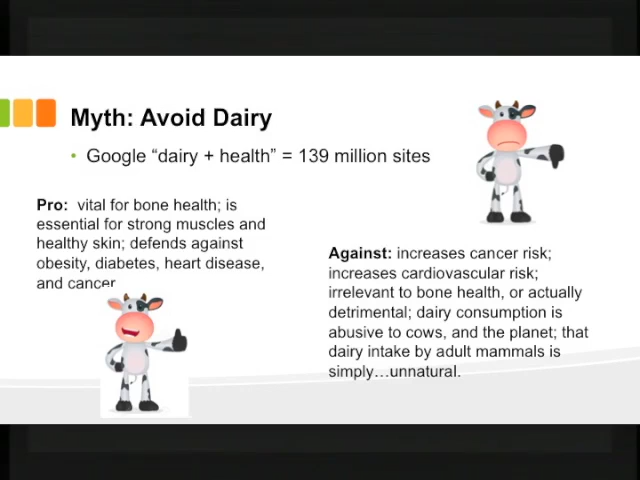 Myth: Avoid Dairy
• Google “dairy + health” = 139 million sites
Pro: vital for bone health; is
essential for strong muscles and
healthy skin; defends against
obesity, diabetes, heart disease,
and cancer
Against: increases cancer risk;
increases cardiovascular risk;
irrelevant to bone health, or actually
detrimental; dairy consumption is
abusive to cows, and the planet; that
dairy intake by adult mammals is
simply…unnatural.